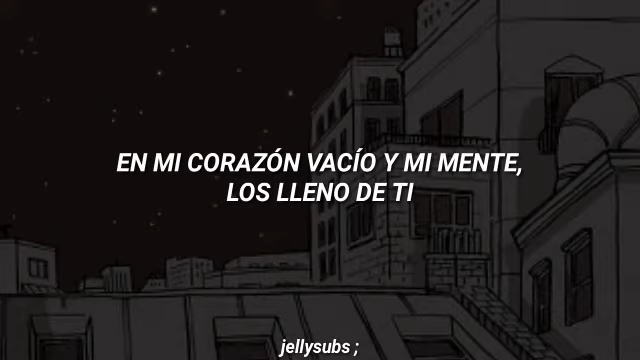 EN MI CORAZÓN VACÍO Y MI MENTE,
LOS LLENO DE TI
jellysubs ;